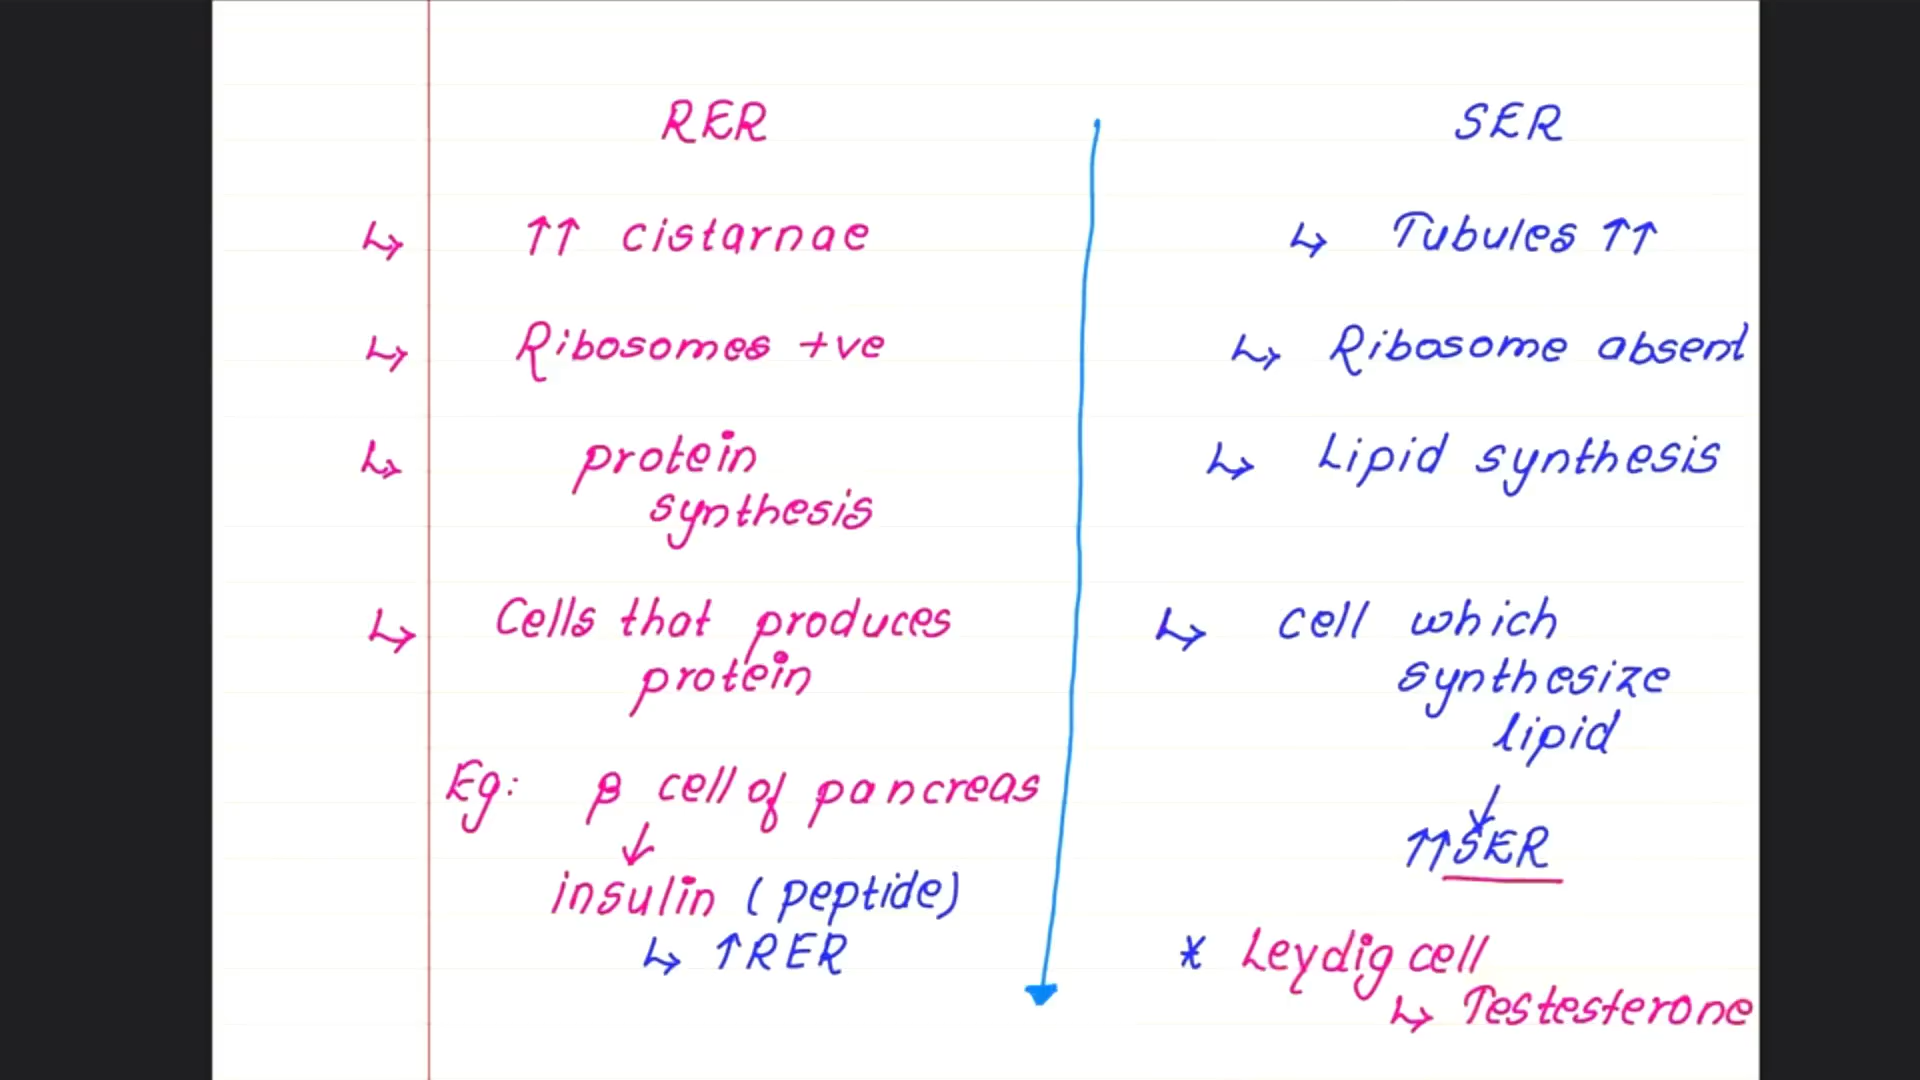 RER
↳ ↑↑ cistarnae
↳ Ribosomes +ve
↳ protein
synthesis
↳ Cells that produces
protein
Eg: β cell of pancreas
↓
insulin (peptide)
↳ ↑RER
SER
↳ Tubules ↑↑
↳ Ribosome absent
↳ Lipid synthesis
↳ cell which
synthesize
lipid
↓
↑↑SER
* Leydig cell
↳ Testesterone